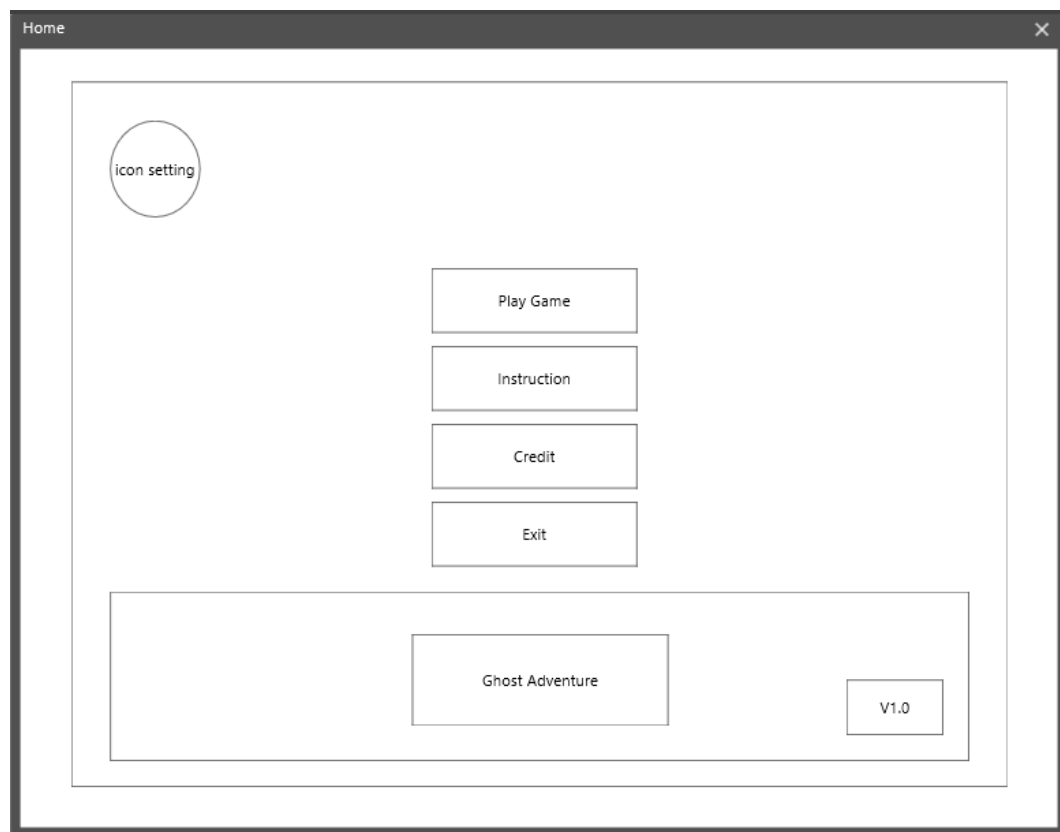 Home
icon setting
Play Game
Instruction
Credit
Exit
Ghost Adventure
V1.0